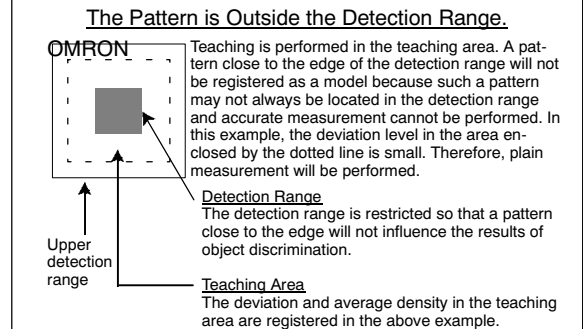 The Pattern is Outside the Detection Range.
OMRON
Teaching is performed in the teaching area. A pat-
tern close to the edge of the detection range will not
be registered as a model because such a pattern
may not always be located in the detection range
and accurate measurement cannot be performed. In
this example, the deviation level in the area en-
closed by the dotted line is small. Therefore, plain
measurement will be performed.
Detection Range
The detection range is restricted so that a pattern
close to the edge will not influence the results of
object discrimination.
Upper
detection
range
Teaching Area
The deviation and average density in the teaching
area are registered in the above example.